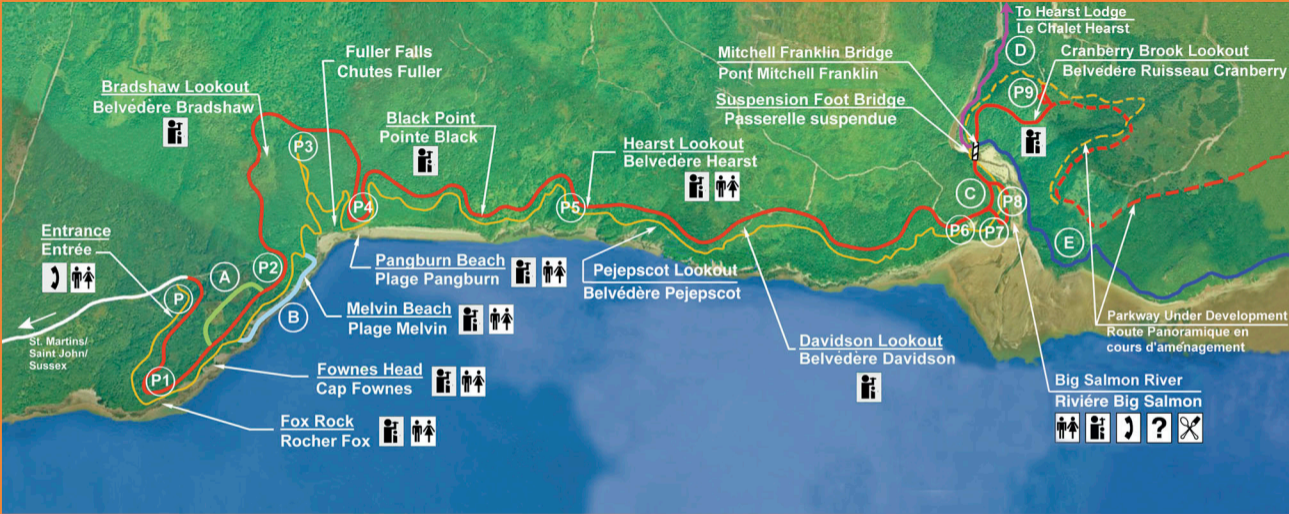 To Hearst Lodge
Le Chalet Hearst
D
Fuller Falls
Chutes Fuller
Mitchell Franklin Bridge
Pont Mitchell Franklin
Cranberry Brook Lookout
Belvédere Ruisseau Cranberry
Bradshaw Lookout
Belvédere Bradshaw
P9
Suspension Foot Bridge
Passerelle suspendue
Black Point
Pointe Black
P3
Hearst Lookout
Belvédere Hearst
P4
P5
C
P8
P6
P7
E
Entrance
Entrée
A
P2
P
Pangburn Beach
Plage Pangburn
Pejepscot Lookout
Belvédère Pejepscot
B
Melvin Beach
Plage Melvin
St. Martins/
Saint John/
Sussex
Parkway Under Development
Route Panoramique en
cours d'aménagement
Davidson Lookout
Belvédere Davidson
P1
Fownes Head
Cap Fownes
Big Salmon River
Riviére Big Salmon
?
Fox Rock
Rocher Fox